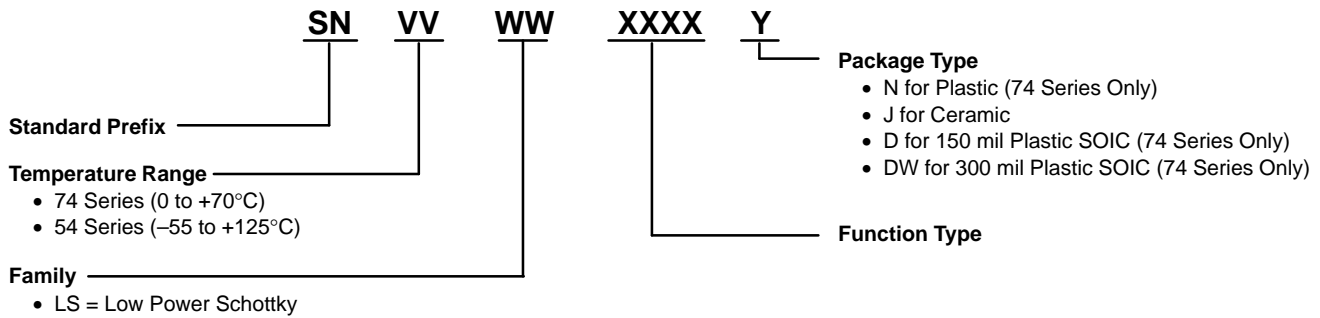 SN VV WW XXXX Y
Standard Prefix
Temperature Range
• 74 Series (0 to +70°C)
• 54 Series (–55 to +125°C)
Family
• LS = Low Power Schottky
Package Type
• N for Plastic (74 Series Only)
• J for Ceramic
• D for 150 mil Plastic SOIC (74 Series Only)
• DW for 300 mil Plastic SOIC (74 Series Only)
Function Type